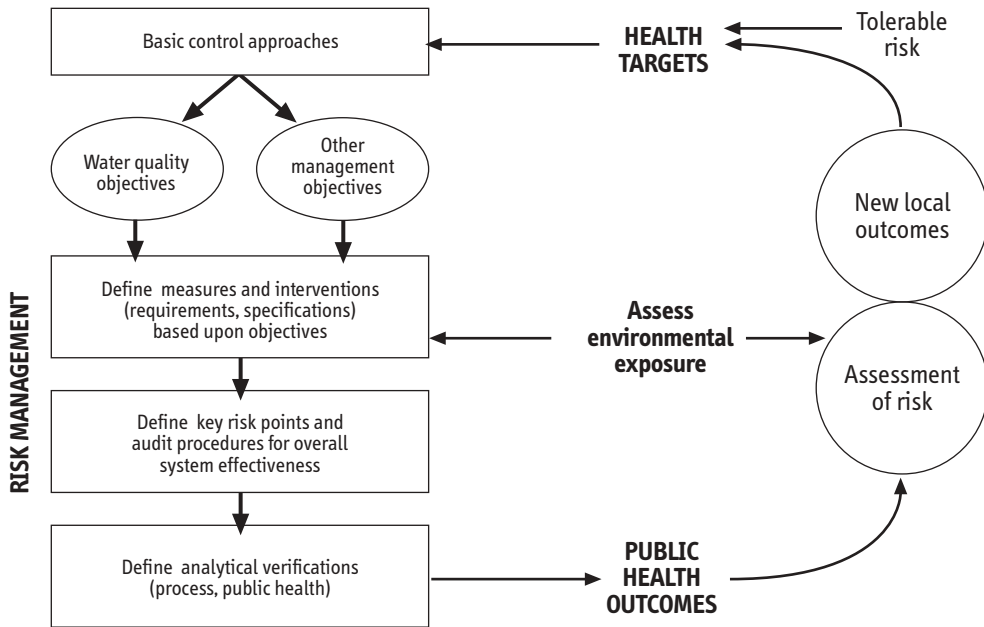 Basic control approaches
HEALTH
TARGETS
Tolerable
risk
Water quality
objectives
Other
management
objectives
New local
outcomes
RISK MANAGEMENT
Define measures and interventions
(requirements, specifications)
based upon objectives
Assess
environmental
exposure
Assessment
of risk
Define key risk points and
audit procedures for overall
system effectiveness
Define analytical verifications
(process, public health)
PUBLIC
HEALTH
OUTCOMES